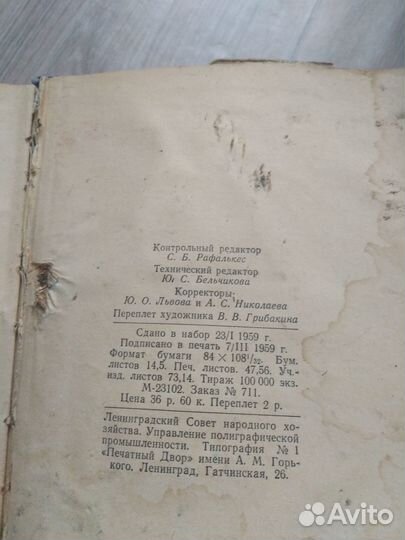 Контрольный редактор
С. Б. Рафалькес
Технический редактор
Ю. С. Бельчикова
Корректоры:
Ю. О. Львова и А. С. Николаева
Переплет художника В. В. Грибакина
Сдано в набор 23/I 1959 г.
Подписано в печать 7/III 1959 г.
Формат бумаги 84 × 108¹/₃₂. Бум.
листов 14,5. Печ. листов. 47,56. Уч.-
изд. листов 73,14. Тираж 100 000 экз.
М-23102. Заказ № 711.
Цена 36 р. 60 к. Переплет 2 р.
Ленинградский Совет народного хо-
зяйства. Управление полиграфической
промышленности. Типография № 1
«Печатный Двор» имени А. М. Горь-
кого. Ленинград, Гатчинская, 26.
Avito